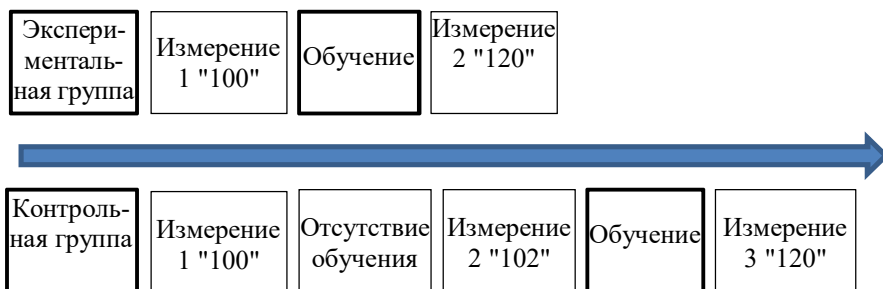 Экспери-
менталь-
ная группа
Измерение
1 "100"
Обучение
Измерение
2 "120"
Контроль-
ная группа
Измерение
1 "100"
Отсутствие
обучения
Измерение
2 "102"
Обучение
Измерение
3 "120"